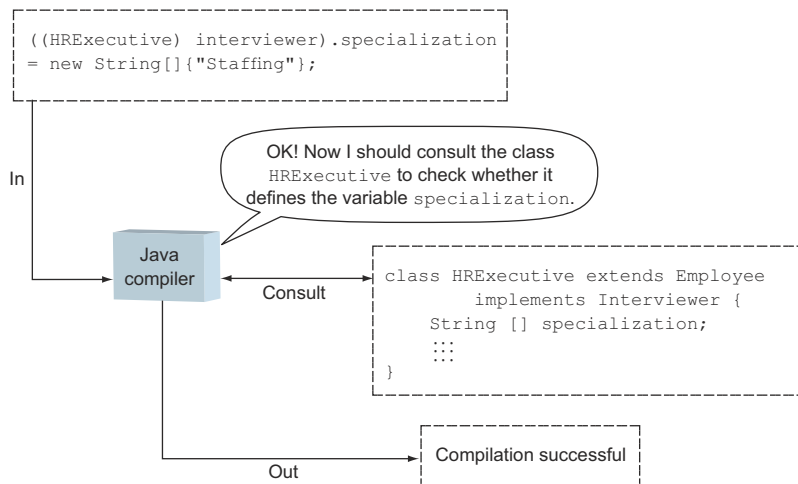 ((HRExecutive) interviewer).specialization
= new String[]{"Staffing"};
In
OK! Now I should consult the class
HRExecutive to check whether it
defines the variable specialization.
Java
compiler
Consult
class HRExecutive extends Employee
implements Interviewer {
String [] specialization;
}
Out
Compilation successful